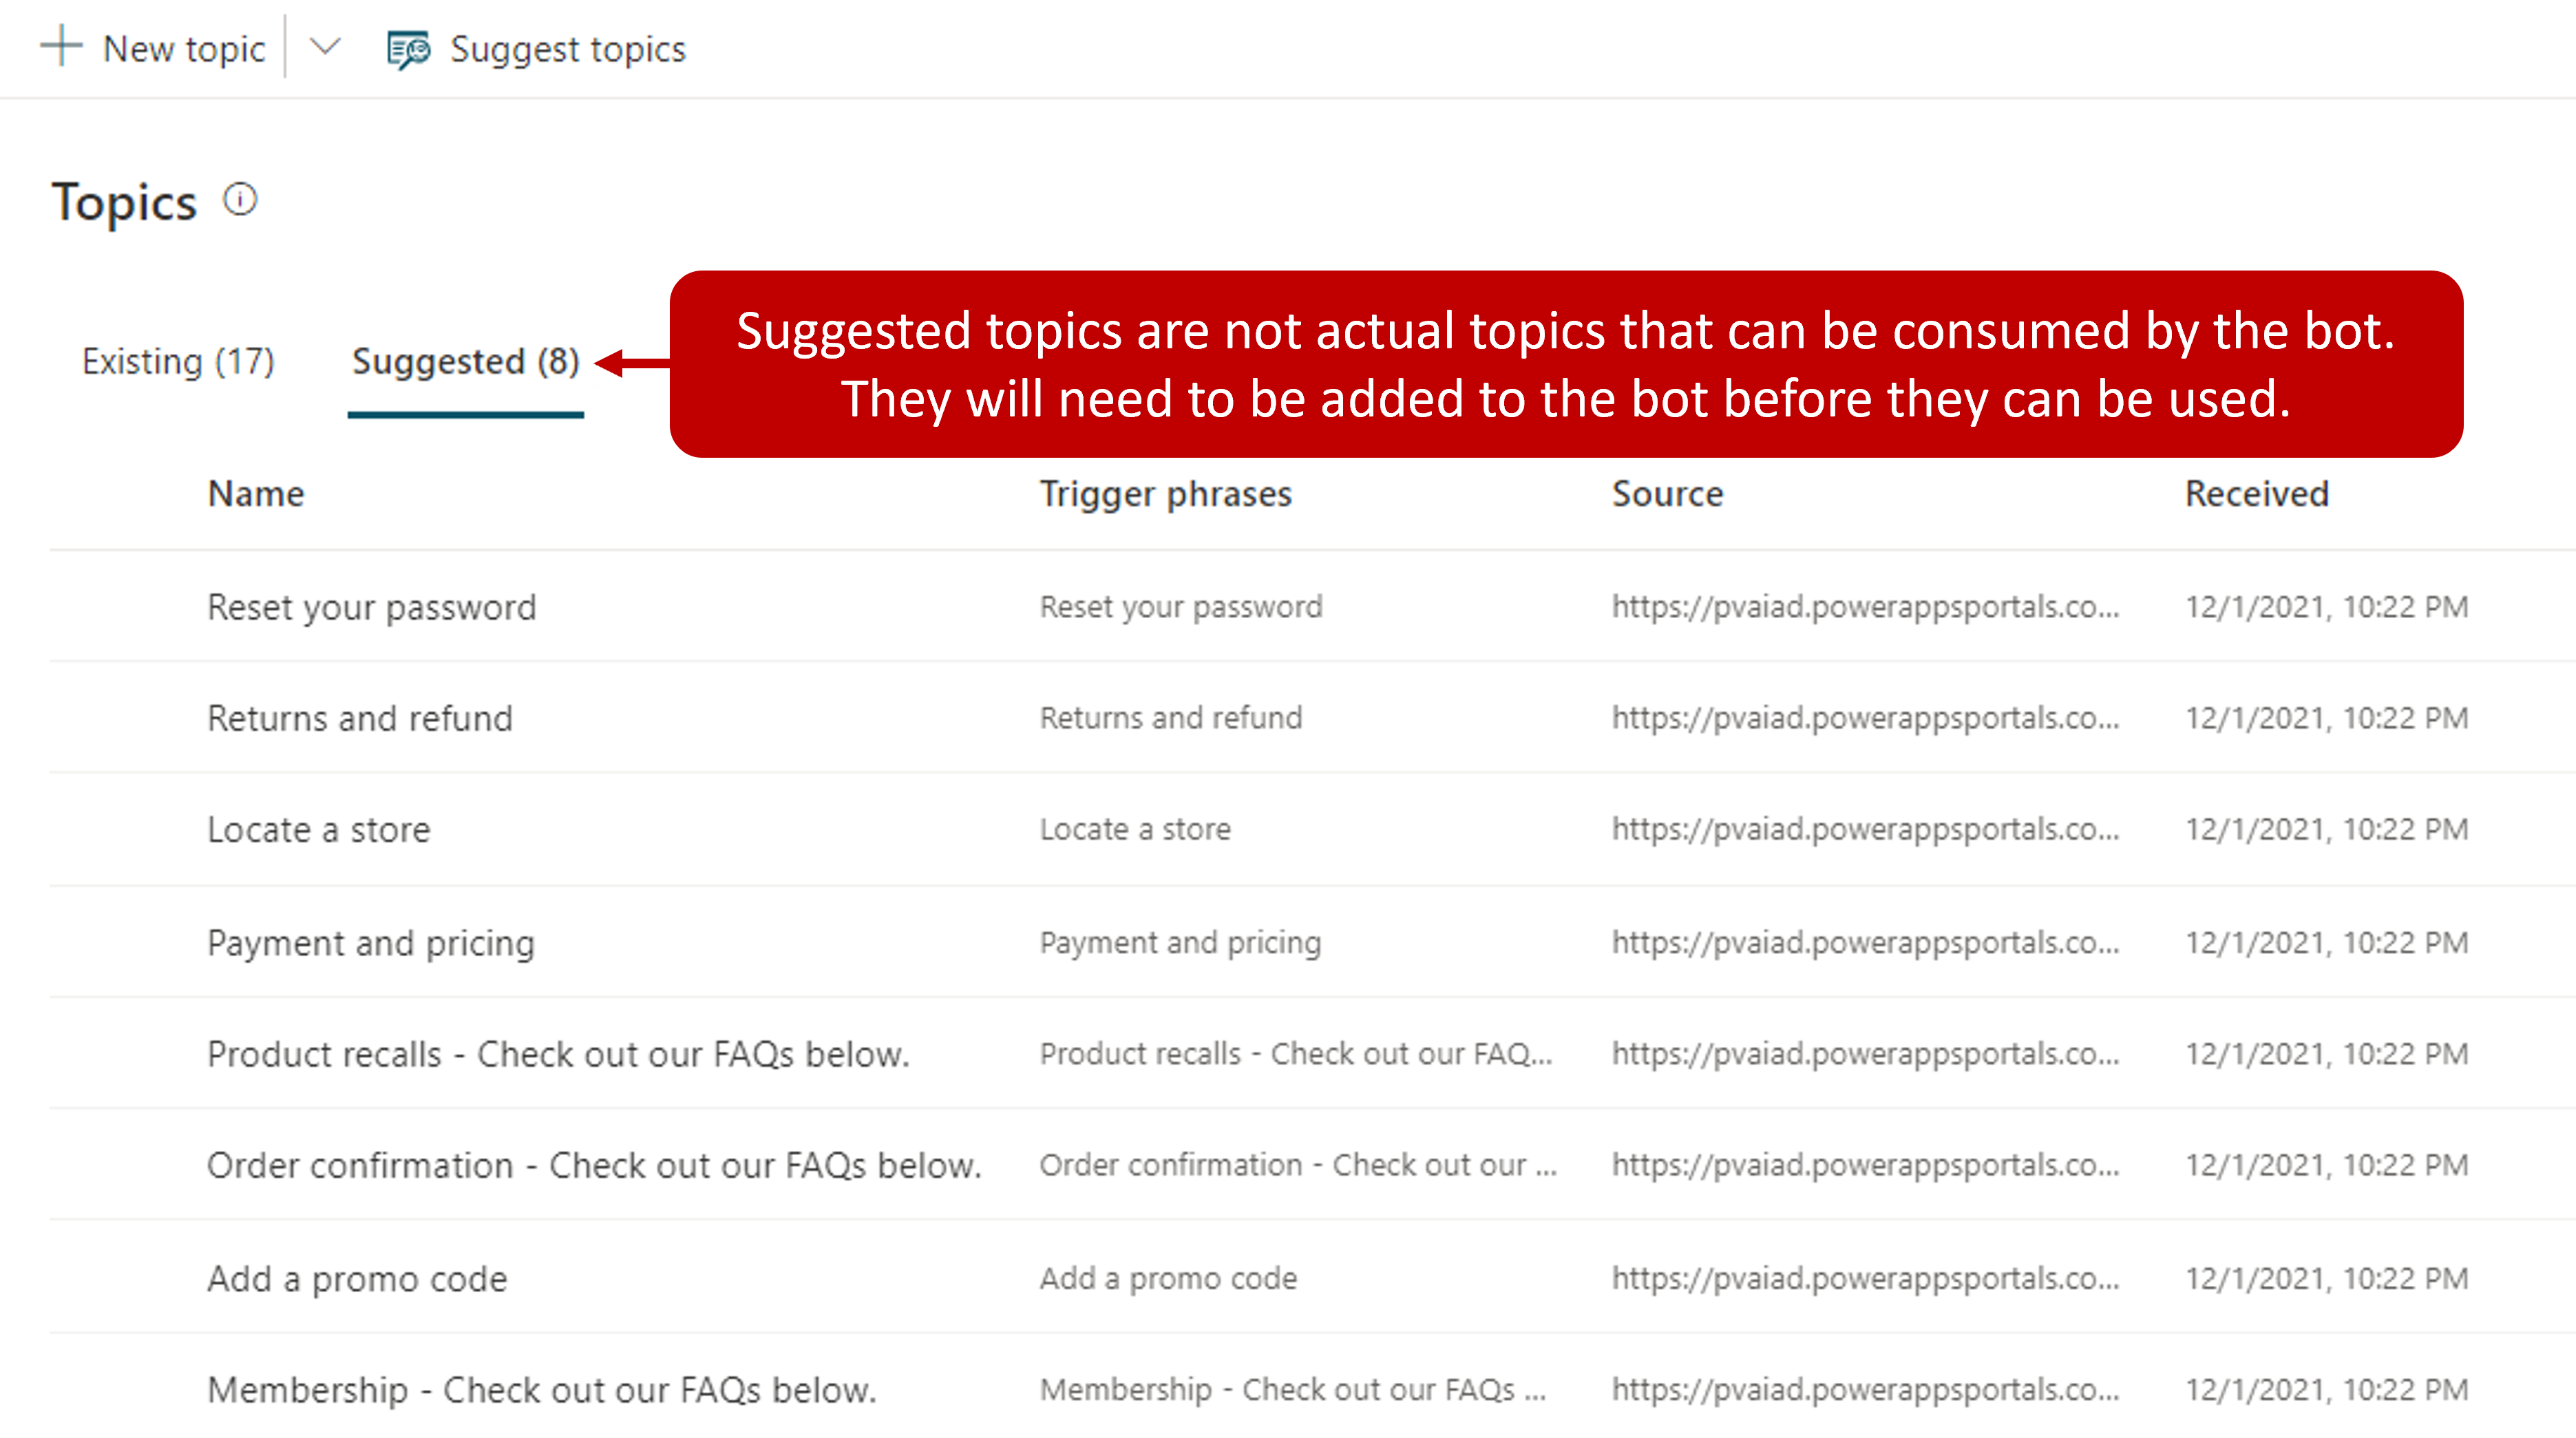 New topic
Suggest topics
Topics
Existing (17) Suggested (8)
Suggested topics are not actual topics that can be consumed by the bot.
They will need to be added to the bot before they can be used.
Name Trigger phrases Source Received
Reset your password Reset your password https://pvaiad.powerappsportals.co... 12/1/2021, 10:22 PM
Returns and refund Returns and refund https://pvaiad.powerappsportals.co... 12/1/2021, 10:22 PM
Locate a store Locate a store https://pvaiad.powerappsportals.co... 12/1/2021, 10:22 PM
Payment and pricing Payment and pricing https://pvaiad.powerappsportals.co... 12/1/2021, 10:22 PM
Product recalls - Check out our FAQs below. Product recalls - Check out our FAQ... https://pvaiad.powerappsportals.co... 12/1/2021, 10:22 PM
Order confirmation - Check out our FAQs below. Order confirmation - Check out our ... https://pvaiad.powerappsportals.co... 12/1/2021, 10:22 PM
Add a promo code Add a promo code https://pvaiad.powerappsportals.co... 12/1/2021, 10:22 PM
Membership - Check out our FAQs below. Membership - Check out our FAQs ... https://pvaiad.powerappsportals.co... 12/1/2021, 10:22 PM